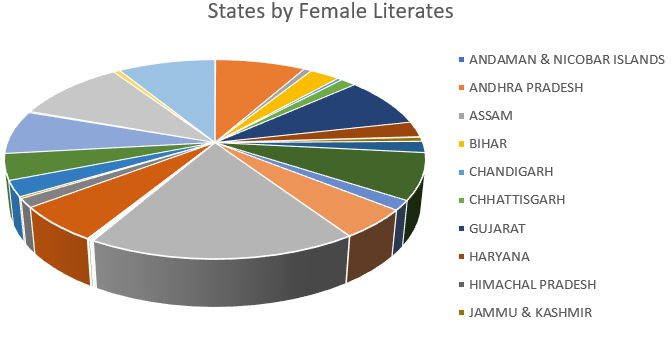 States by Female Literates
ANDAMAN & NICOBAR ISLANDS
ANDHRA PRADESH
ASSAM
BIHAR
CHANDIGARH
CHHATTISGARH
GUJARAT
HARYANA
HIMACHAL PRADESH
JAMMU & KASHMIR